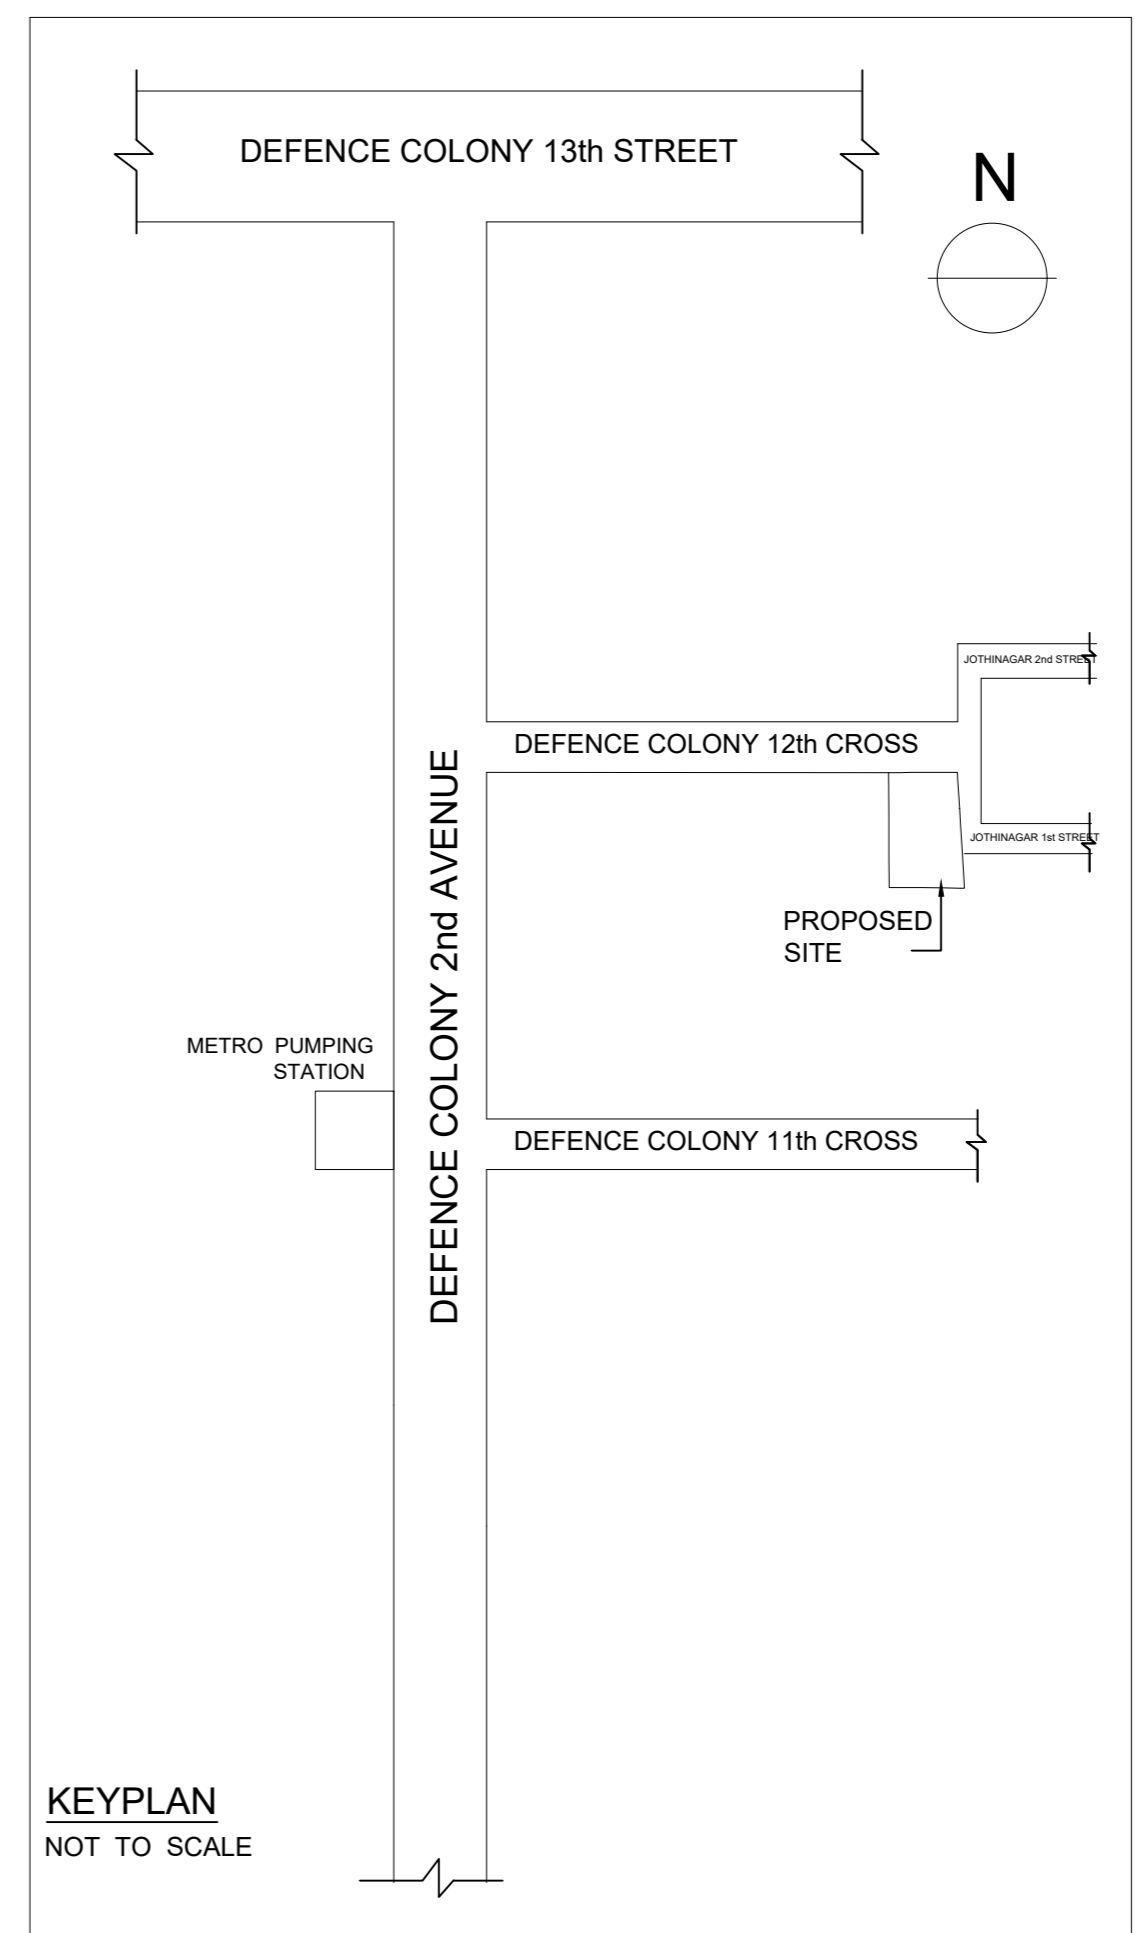 DEFENCE COLONY 13th STREET
N
JOTHINAGAR 2nd STREET
DEFENCE COLONY 12th CROSS
JOTHINAGAR 1st STREET
DEFENCE COLONY 2nd AVENUE
PROPOSED
SITE
METRO PUMPING
STATION
DEFENCE COLONY 11th CROSS
KEYPLAN
NOT TO SCALE